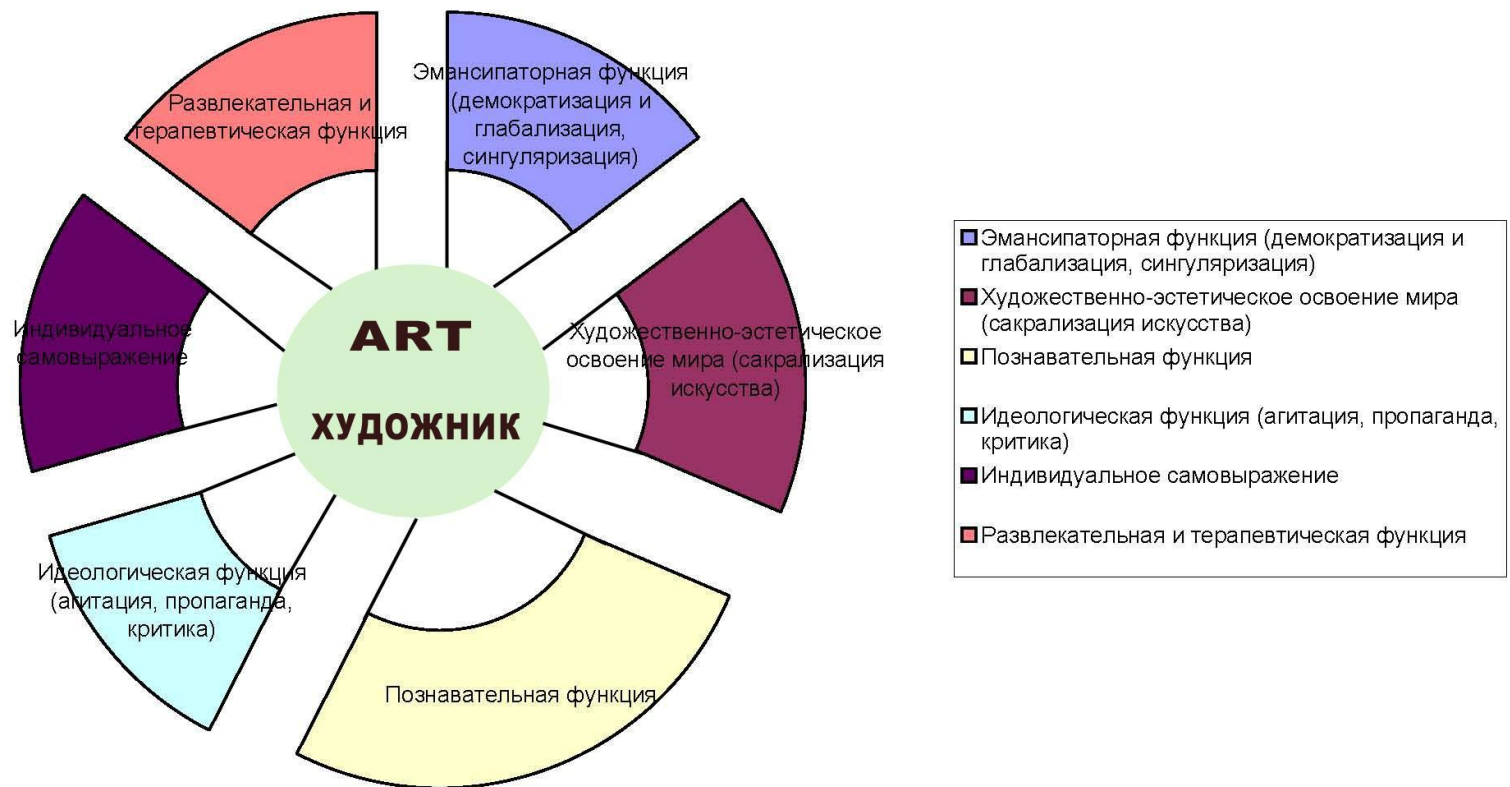 Развлекательная и
терапевтическая функция
Эмансипаторная функция
(демократизация и
глабализация,
сингуляризация)
Индивидуальное
самовыражение
ART
ХУДОЖНИК
Художественно-эстетическое
освоение мира (сакрализация
искусства)
Идеологическая функция
(агитация, пропаганда,
критика)
Познавательная функция
Эмансипаторная функция (демократизация и
глабализация, сингуляризация)
Художественно-эстетическое освоение мира
(сакрализация искусства)
Познавательная функция
Идеологическая функция (агитация, пропаганда,
критика)
Индивидуальное самовыражение
Развлекательная и терапевтическая функция